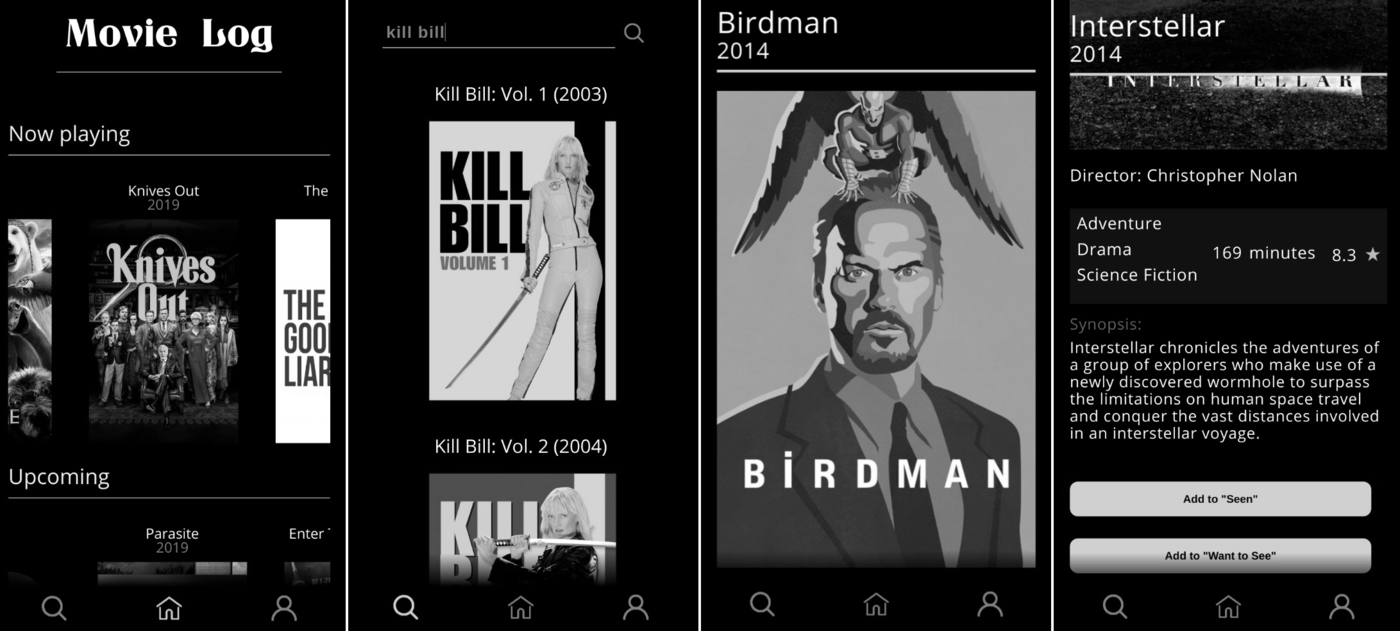 Movie Log
Now playing
Knives Out
2019
The
E
Knives
Out
THE
GOO
LIAR
Upcoming
Parasite
2019
Enter
kill bill
Kill Bill: Vol. 1 (2003)
KILL
BILL
VOLUME 1
Kill Bill: Vol. 2 (2004)
KILL
B
Birdman
2014
BiRDMAN
Interstellar
2014
INTERSTELLAR
Director: Christopher Nolan
Adventure
Drama
Science Fiction
169 minutes
8.3 ★
Synopsis:
Interstellar chronicles the adventures of
a group of explorers who make use of a
newly discovered wormhole to surpass
the limitations on human space travel
and conquer the vast distances involved
in an interstellar voyage.
Add to "Seen"
Add to "Want to See"